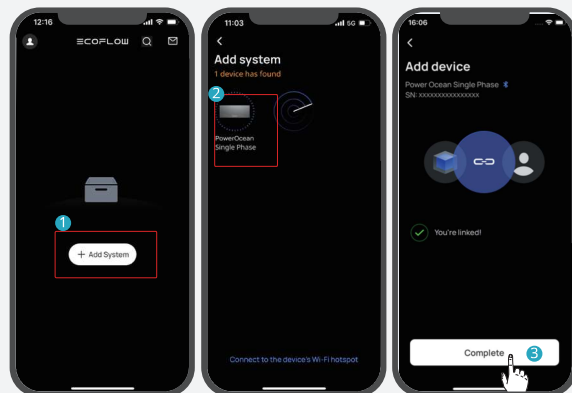 12:16
ECOFLOW
1
+ Add System
11:03
5G
Add system
1 device has found
2
PowerOcean
Single Phase
Connect to the device's Wi-Fi hotspot
16:06
Add device
Power Ocean Single Phase
SN: xxxxxxxxxxxxxxxx
You're linked!
Complete
3